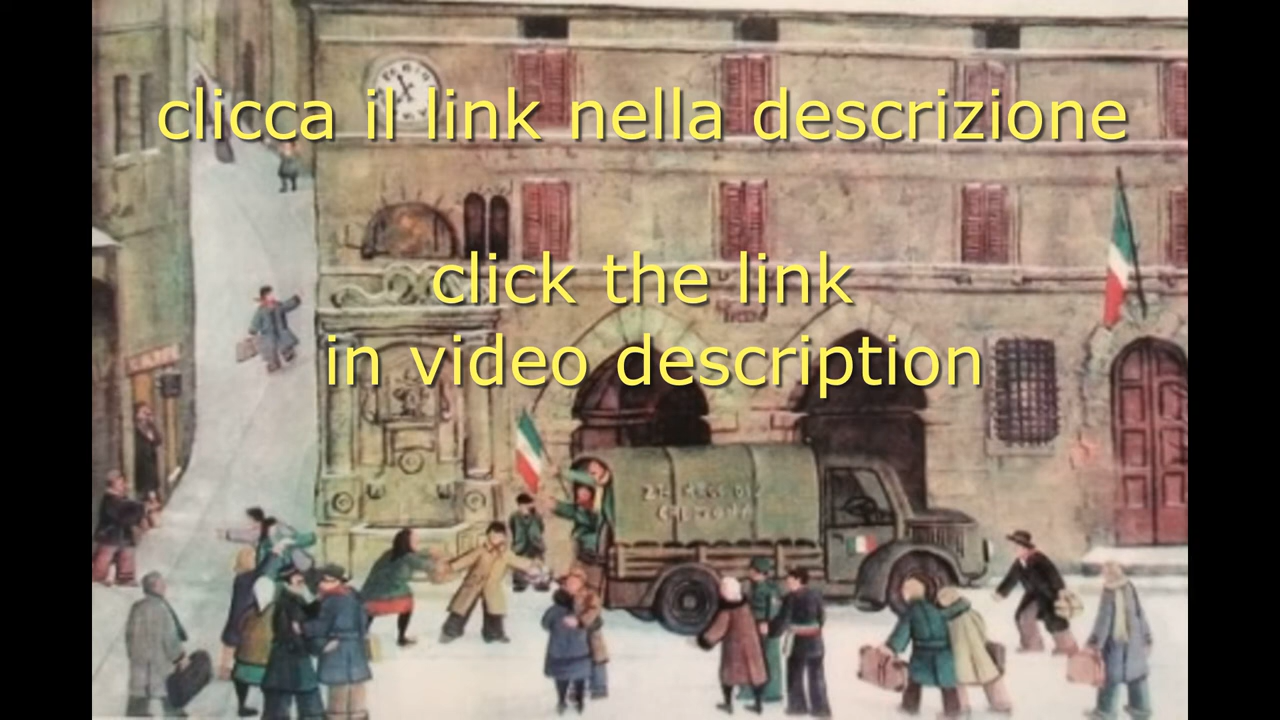 clicca il link nella descrizione
click the link
in video description